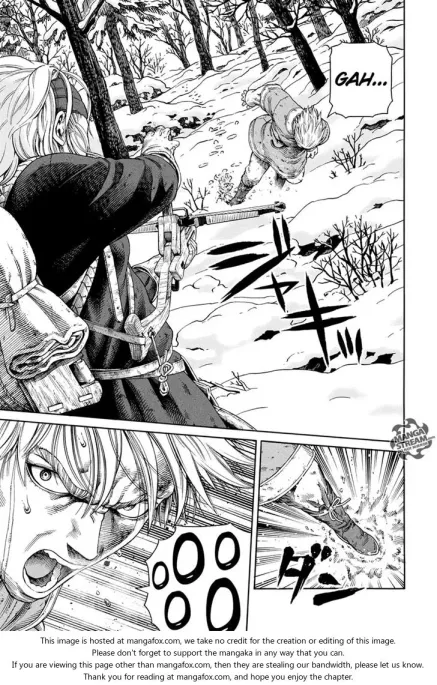 GAH...
ジャキッ
MANGA
STREAM
ダン
This image is hosted at mangafox.com, we take no credit for the creation or editing of this image.
Please don't forget to support the mangaka in any way that you can.
If you are viewing this page other than mangafox.com, then they are stealing our bandwidth, please let us know.
Thank you for reading at mangafox.com, and hope you enjoy the chapter.